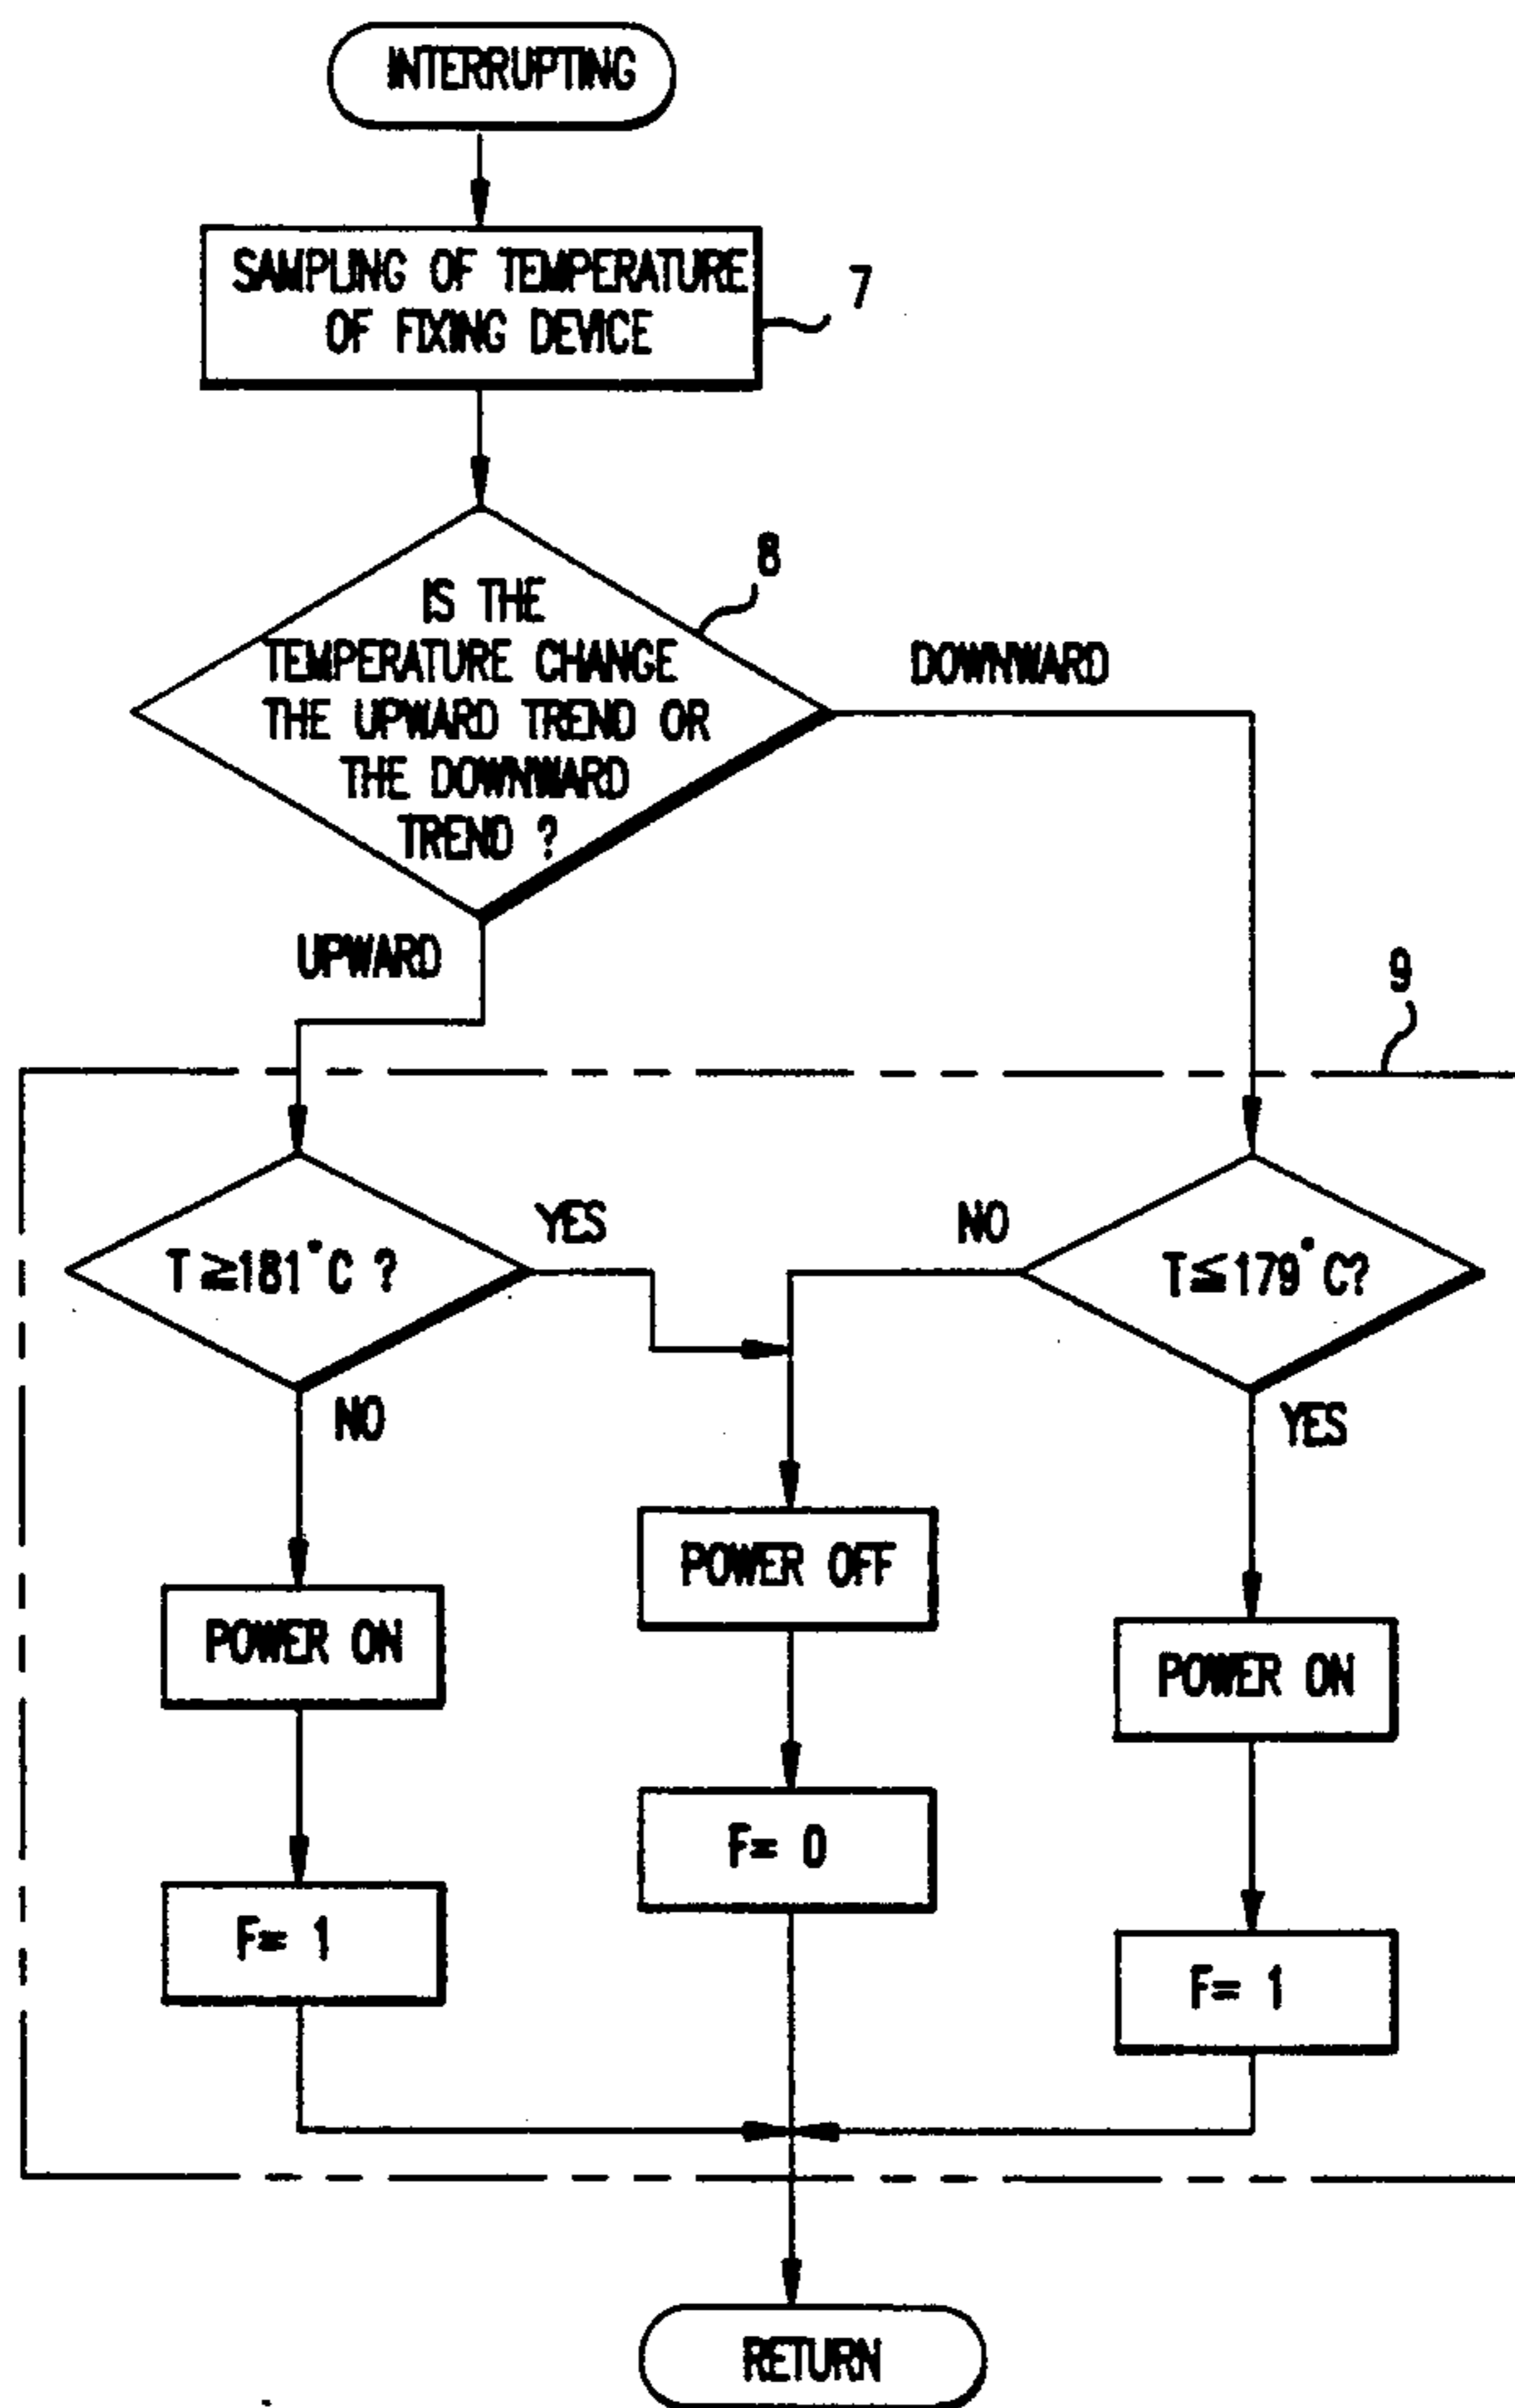 INTERRUPTING
SAMPLING OF TEMPERATURE
OF FIXING DEVICE
7
8
IS THE
TEMPERATURE CHANGE
THE UPWARD TREND OR
THE DOWNWARD
TREND ?
DOWNWARD
UPWARD
9
T ≧181°C ?
YES
NO
T≦179°C?
NO
YES
POWER OFF
POWER ON
POWER ON
F= 0
F= 1
F= 1
RETURN